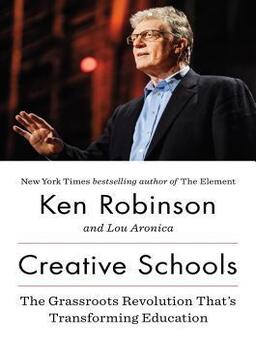 New York Times bestselling author of The Element
Ken Robinson
and Lou Aronica
Creative Schools
The Grassroots Revolution That's
Transforming Education